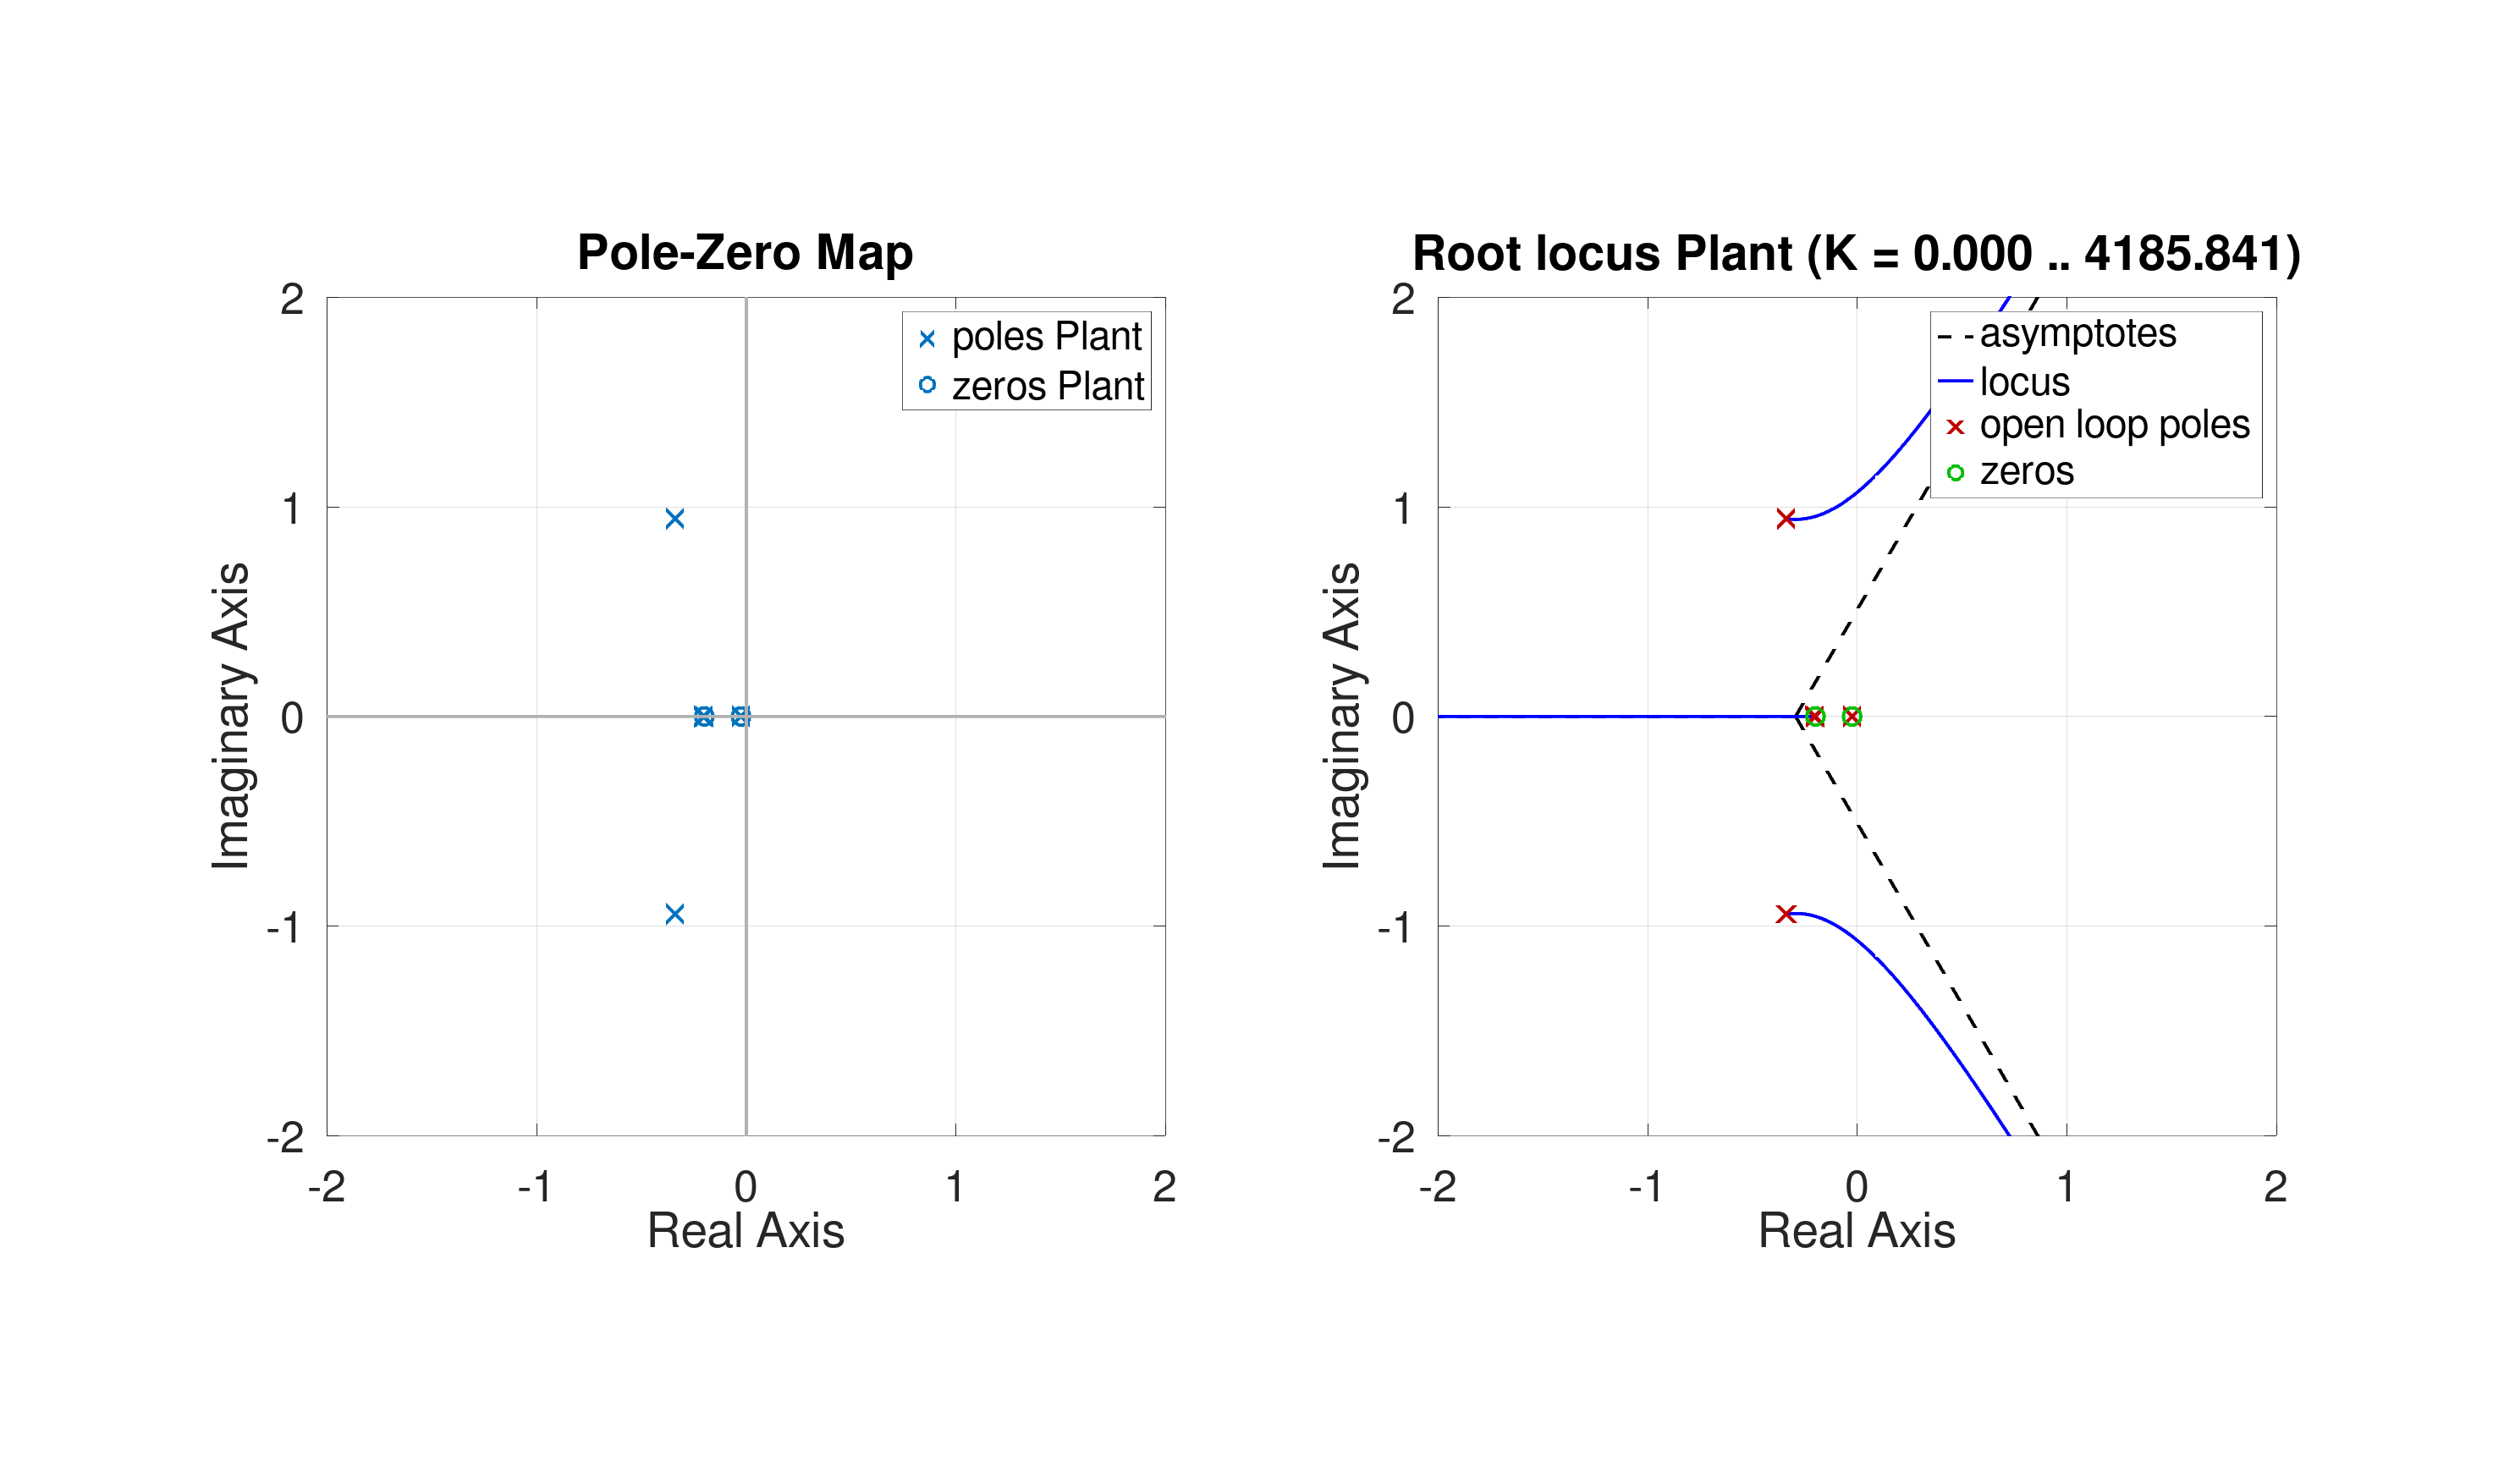 Pole-Zero Map
2
1
0
-1
-2
-2 -1 0 1 2
Imaginary Axis
Real Axis
poles Plant
zeros Plant
Root locus Plant (K = 0.000 .. 4185.841)
2
1
0
-1
-2
-2 -1 0 1 2
Imaginary Axis
Real Axis
asymptotes
locus
open loop poles
zeros